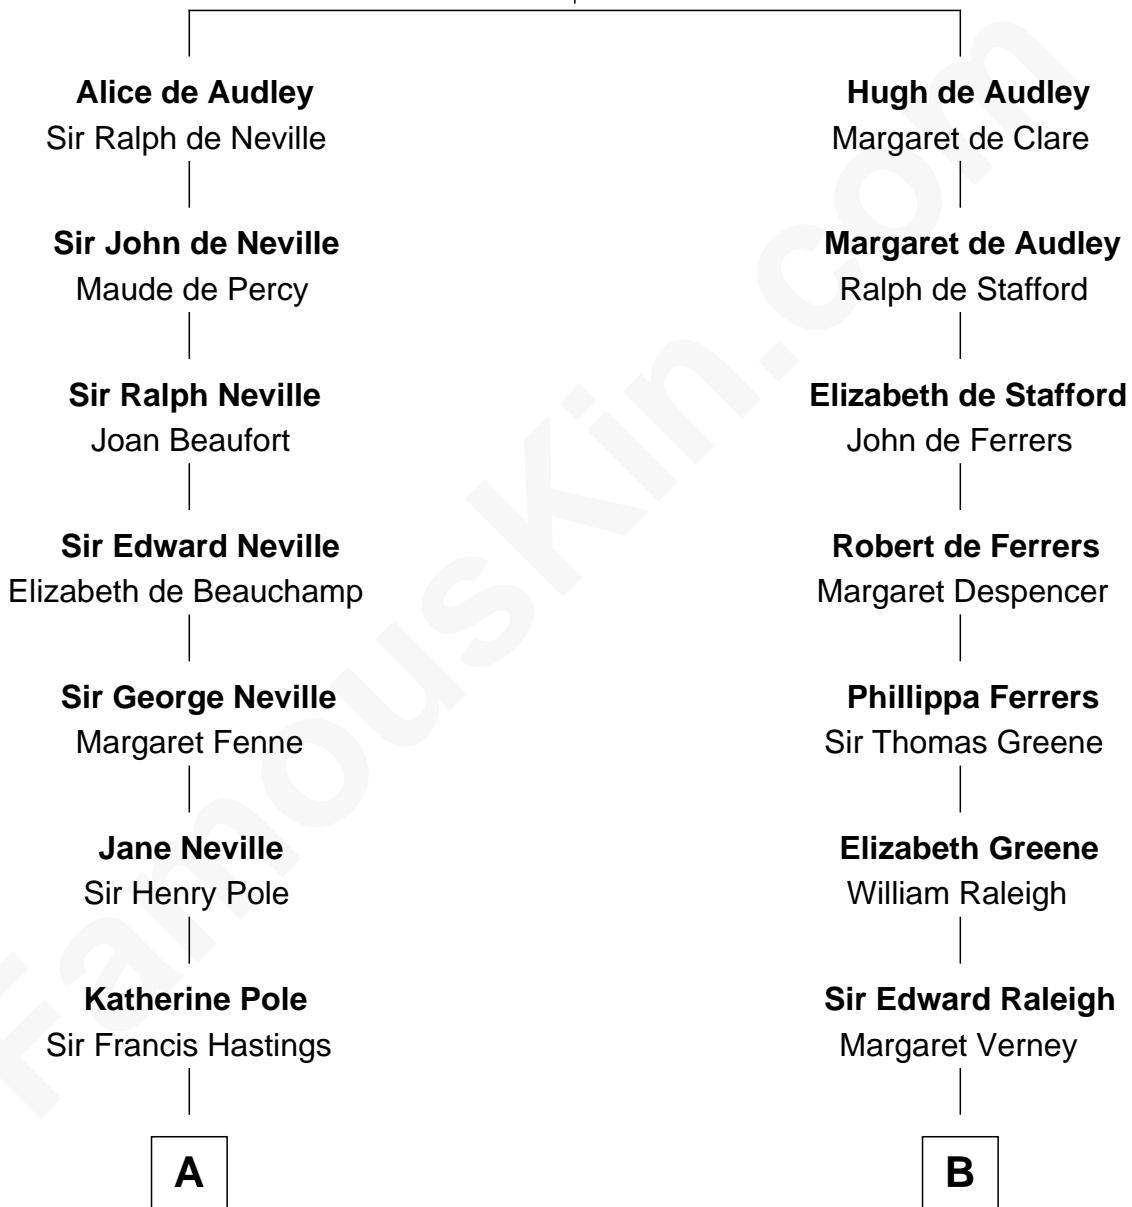 Alice de Audley
Sir Ralph de Neville
Sir John de Neville
Maude de Percy
Sir Ralph Neville
Joan Beaufort
Sir Edward Neville
Elizabeth de Beauchamp
Sir George Neville
Margaret Fenne
Jane Neville
Sir Henry Pole
Katherine Pole
Sir Francis Hastings
A
Hugh de Audley
Margaret de Clare
Margaret de Audley
Ralph de Stafford
Elizabeth de Stafford
John de Ferrers
Robert de Ferrers
Margaret Despencer
Phillippa Ferrers
Sir Thomas Greene
Elizabeth Greene
William Raleigh
Sir Edward Raleigh
Margaret Verney
B
FamousKin.com